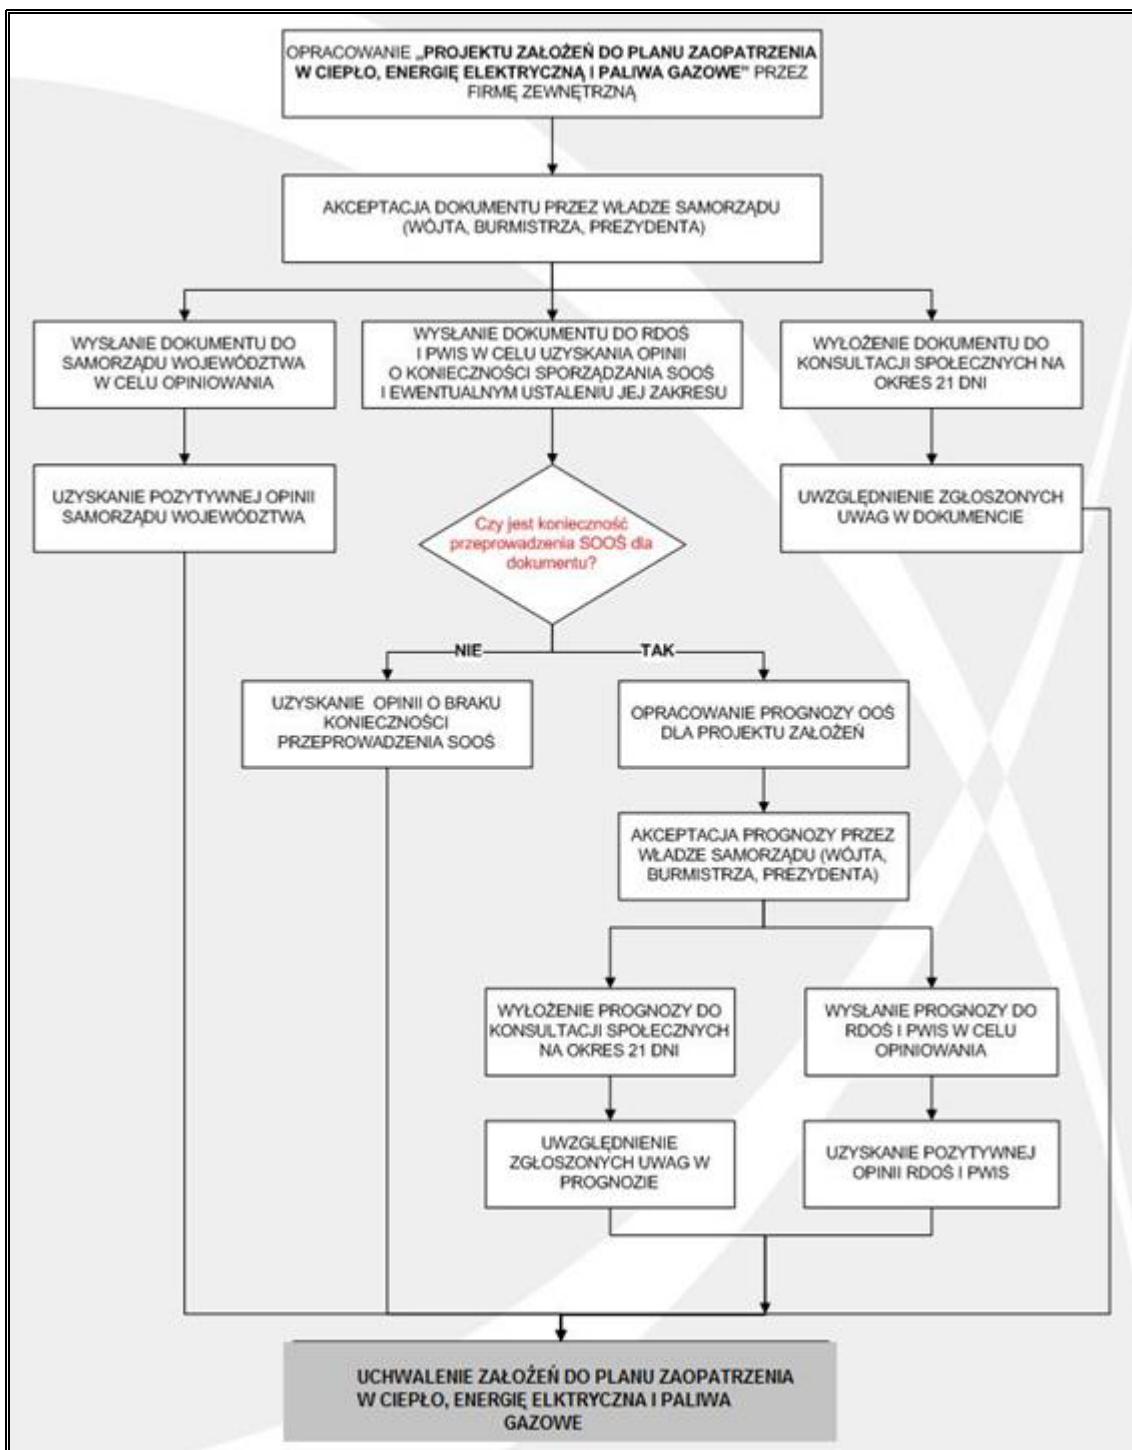 OPRACOWANIE „PROJEKTU ZAŁOŻEŃ DO PLANU ZAOPATRZENIA
W CIEPŁO, ENERGIĘ ELEKTRYCZNĄ I PALIWA GAZOWE" PRZEZ
FIRMĘ ZEWNĘTRZNĄ
AKCEPTACJA DOKUMENTU PRZEZ WŁADZE SAMORZĄDU
(WÓJTA, BURMISTRZA, PREZYDENTA)
WYSŁANIE DOKUMENTU DO
SAMORZĄDU WOJEWÓDZTWA
W CELU OPINIOWANIA
WYSŁANIE DOKUMENTU DO RDOŚ
I PWIS W CELU UZYSKANIA OPINII
O KONIECZNOŚCI SPORZĄDZANIA SOOŚ
I EWENTUALNYM USTALENIU JEJ ZAKRESU
WYŁOŻENIE DOKUMENTU DO
KONSULTACJI SPOŁECZNYCH NA
OKRES 21 DNI
UZYSKANIE POZYTYWNEJ OPINII
SAMORZĄDU WOJEWÓDZTWA
Czy jest konieczność
przeprowadzenia SOOŚ dla
dokumentu?
UWZGLĘDNIENIE ZGŁOSZONYCH
UWAG W DOKUMENCIE
NIE
TAK
UZYSKANIE OPINII O BRAKU
KONIECZNOŚCI
PRZEPROWADZENIA SOOŚ
OPRACOWANIE PROGNOZY OOŚ
DLA PROJEKTU ZAŁOŻEŃ
AKCEPTACJA PROGNOZY PRZEZ
WŁADZE SAMORZĄDU (WÓJTA,
BURMISTRZA, PREZYDENTA)
WYŁOŻENIE PROGNOZY DO
KONSULTACJI SPOŁECZNYCH
NA OKRES 21 DNI
WYSŁANIE PROGNOZY DO
RDOŚ I PWIS W CELU
OPINIOWANIA
UWZGLĘDNIENIE
ZGŁOSZONYCH UWAG W
PROGNOZIE
UZYSKANIE POZYTYWNEJ
OPINII RDOŚ I PWIS
UCHWALENIE ZAŁOŻEŃ DO PLANU ZAOPATRZENIA
W CIEPŁO, ENERGIĘ ELKTRYCZNA I PALIWA
GAZOWE